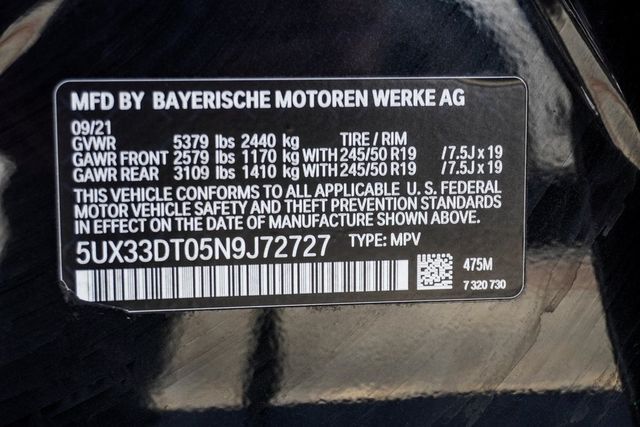 MFD BY BAYERISCHE MOTOREN WERKE AG
09/21
GVWR 5379 lbs 2440 kg TIRE / RIM
GAWR FRONT 2579 lbs 1170 kg WITH 245/50 R19 / 7.5J x 19
GAWR REAR 3109 lbs 1410 kg WITH 245/50 R19 / 7.5J x 19
THIS VEHICLE CONFORMS TO ALL APPLICABLE U. S. FEDERAL
MOTOR VEHICLE SAFETY AND THEFT PREVENTION STANDARDS
IN EFFECT ON THE DATE OF MANUFACTURE SHOWN ABOVE.
5UX33DT05N9J72727 TYPE: MPV
475M
7 320 730